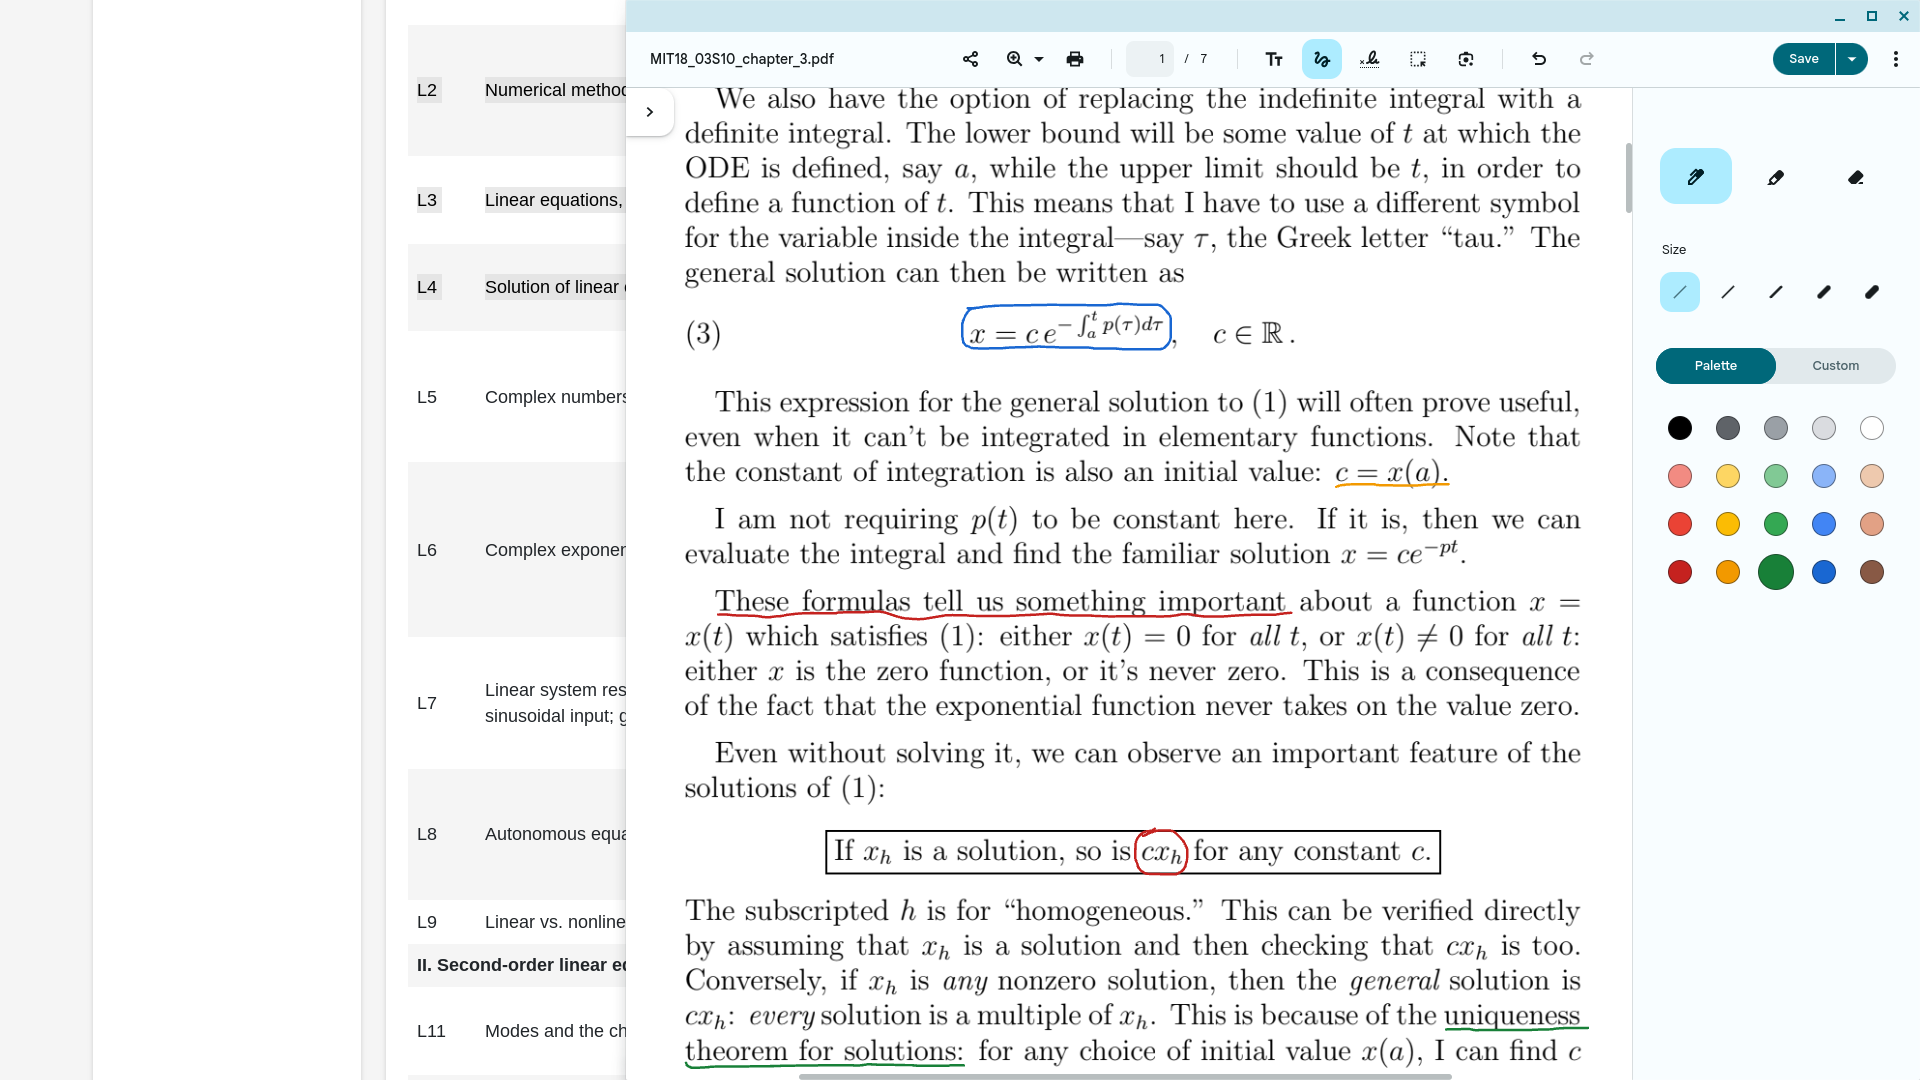 L2 Numerical method
L3 Linear equations,
L4 Solution of linear
L5 Complex numbers
L6 Complex exponen
L7 Linear system res
sinusoidal input; g
L8 Autonomous equa
L9 Linear vs. nonline
II. Second-order linear e
L11 Modes and the ch
MIT18_03S10_chapter_3.pdf
1 / 7
Save
We also have the option of replacing the indefinite integral with a
definite integral. The lower bound will be some value of t at which the
ODE is defined, say a, while the upper limit should be t, in order to
define a function of t. This means that I have to use a different symbol
for the variable inside the integral—say τ, the Greek letter “tau.” The
general solution can then be written as
(3) x = c e^{−∫_a^t p(τ)dτ}, c ∈ ℝ.
This expression for the general solution to (1) will often prove useful,
even when it can’t be integrated in elementary functions. Note that
the constant of integration is also an initial value: c = x(a).
I am not requiring p(t) to be constant here. If it is, then we can
evaluate the integral and find the familiar solution x = ce^{−pt}.
These formulas tell us something important about a function x =
x(t) which satisfies (1): either x(t) = 0 for all t, or x(t) ≠ 0 for all t:
either x is the zero function, or it’s never zero. This is a consequence
of the fact that the exponential function never takes on the value zero.
Even without solving it, we can observe an important feature of the
solutions of (1):
If x_h is a solution, so is cx_h for any constant c.
The subscripted h is for “homogeneous.” This can be verified directly
by assuming that x_h is a solution and then checking that cx_h is too.
Conversely, if x_h is any nonzero solution, then the general solution is
cx_h: every solution is a multiple of x_h. This is because of the uniqueness
theorem for solutions: for any choice of initial value x(a), I can find c
Size
Palette Custom